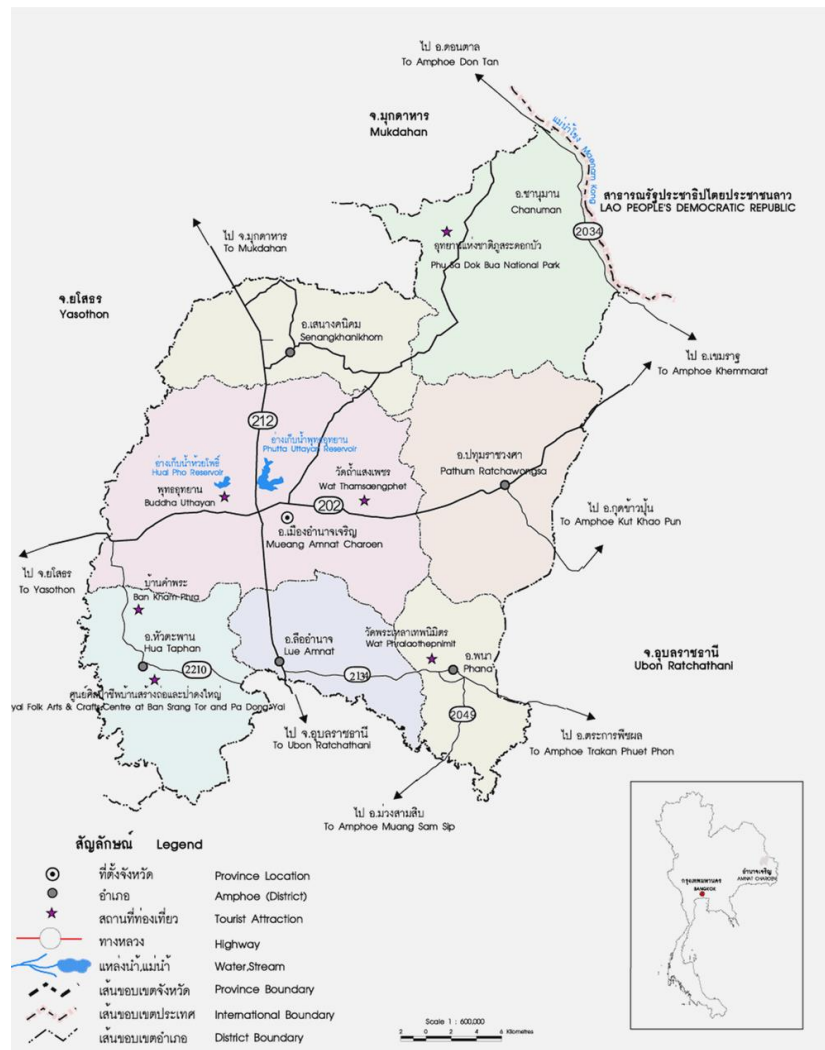 ไป อ.ดอนตาล
To Amphoe Don Tan
จ.มุกดาหาร
Mukdahan
แม่น้ำโขง Maenam Kong
สาธารณรัฐประชาธิปไตยประชาชนลาว
LAO PEOPLE'S DEMOCRATIC REPUBLIC
อ.ชานุมาน
Chanuman
2034
อุทยานแห่งชาติภูสระดอกบัว
Phu Sa Dok Bua National Park
ไป จ.มุกดาหาร
To Mukdahan
จ.ยโสธร
Yasothon
อ.เสนางคนิคม
Senangkhanikhom
ไป อ.เขมราฐ
To Amphoe Khemmarat
212
อ่างเก็บน้ำพุทธอุทยาน
Phutta Uttayan Reservoir
อ่างเก็บน้ำห้วยโพธิ์
Huai Pho Reservoir
พุทธอุทยาน
Buddha Uthayan
วัดถ้ำแสงเพชร
Wat Thamsaengphet
202
อ.ปทุมราชวงศา
Pathum Ratchawongsa
อ.เมืองอำนาจเจริญ
Mueang Amnat Charoen
ไป อ.กุดข้าวปุ้น
To Amphoe Kut Khao Pun
ไป จ.ยโสธร
To Yasothon
บ้านคำพระ
Ban Kham Phra
อ.หัวตะพาน
Hua Taphan
2210
ศูนย์ศิลปาชีพบ้านสร้างถ่อและป่าดงใหญ่
yal Folk Arts & Crafts Centre at Ban Srang Tor and Pa Dong Yai
อ.ลืออำนาจ
Lue Amnat
2134
วัดพระเหลาเทพนิมิตร
Wat Phralaothepnimit
อ.พนา
Phana
2049
จ.อุบลราชธานี
Ubon Ratchathani
ไป จ.อุบลราชธานี
To Ubon Ratchathani
ไป อ.ตระการพืชผล
To Amphoe Trakan Phuet Phon
ไป อ.ม่วงสามสิบ
To Amphoe Muang Sam Sip
สัญลักษณ์ Legend
ที่ตั้งจังหวัด Province Location
อำเภอ Amphoe (District)
สถานที่ท่องเที่ยว Tourist Attraction
ทางหลวง Highway
แหล่งน้ำ,แม่น้ำ Water,Stream
เส้นขอบเขตจังหวัด Province Boundary
เส้นขอบเขตประเทศ International Boundary
เส้นขอบเขตอำเภอ District Boundary
Scale 1 : 600,000
2 0 2 4 6 Kilometres
กรุงเทพมหานคร
BANGKOK
อำนาจเจริญ
AMNAT CHAROEN